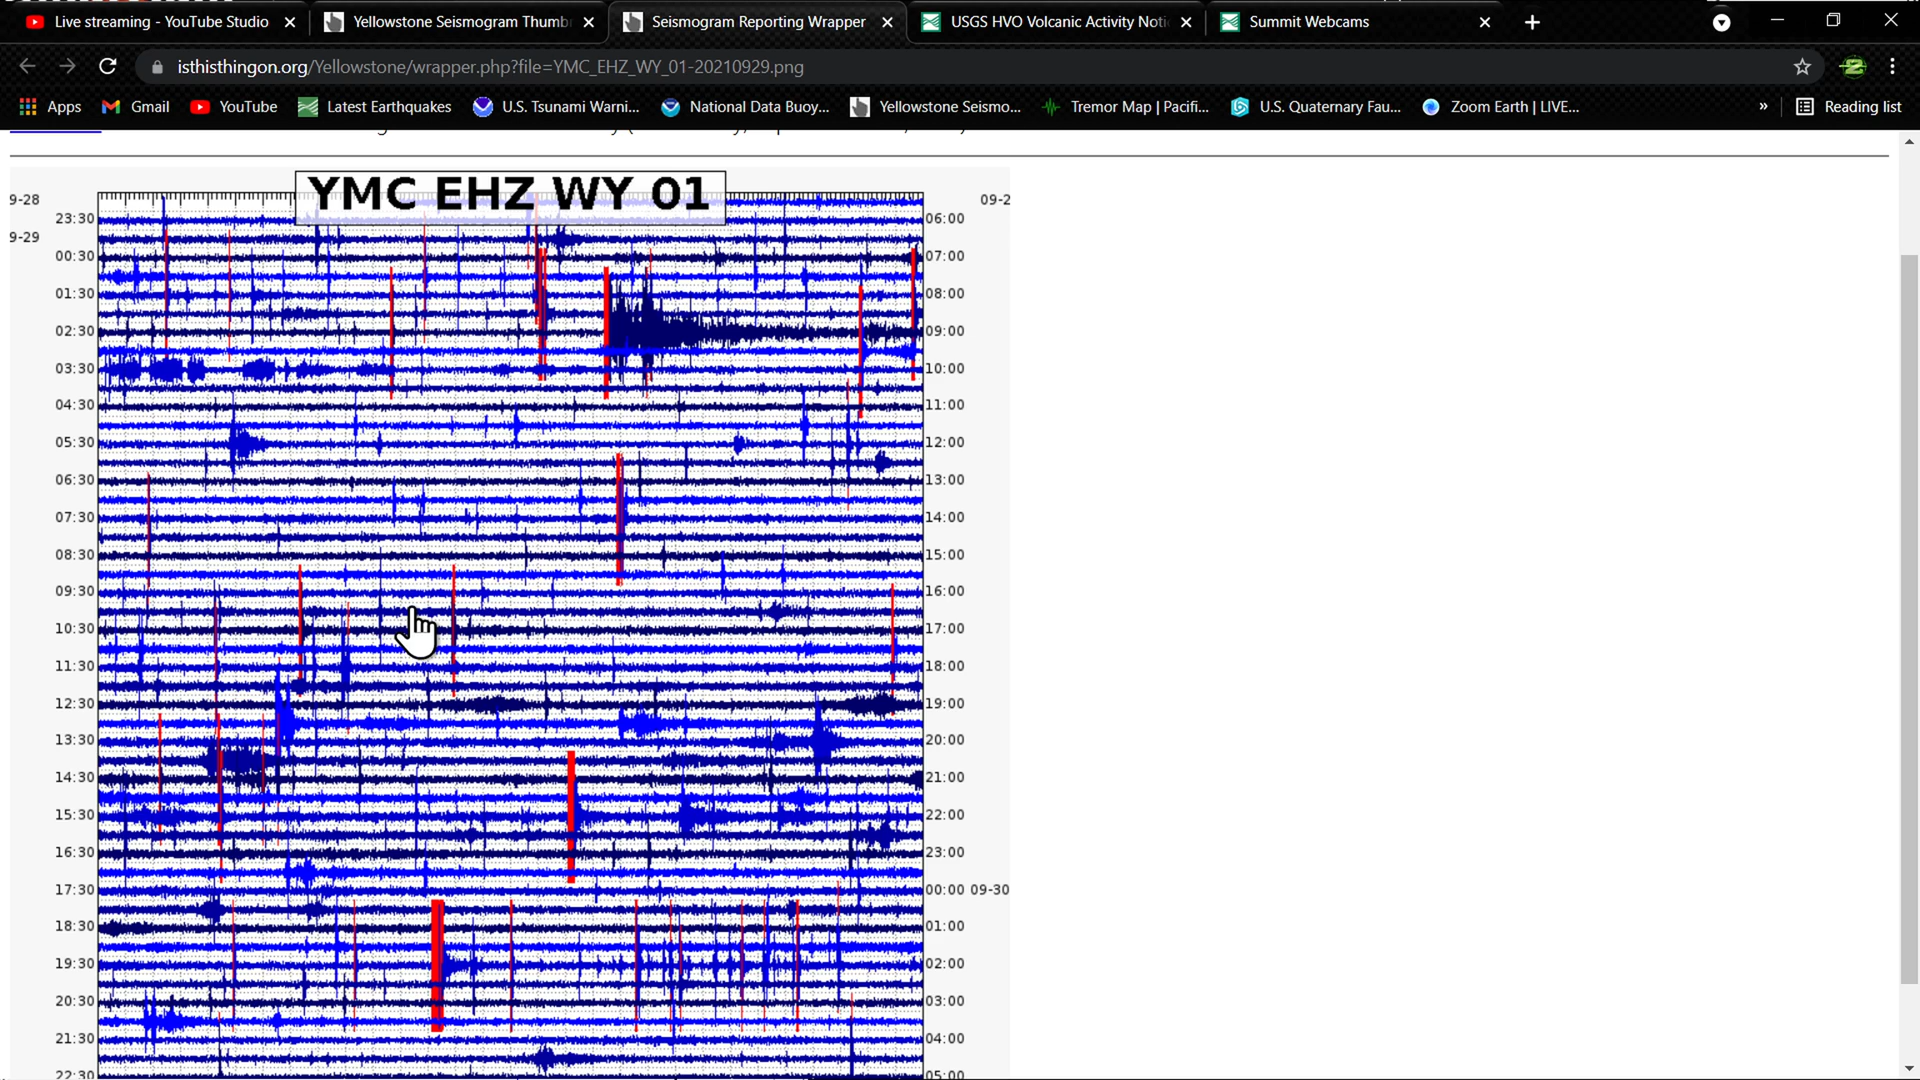 Live streaming - YouTube Studio
Yellowstone Seismogram Thumb
Seismogram Reporting Wrapper
USGS HVO Volcanic Activity Noti
Summit Webcams
isthisthingon.org/Yellowstone/wrapper.php?file=YMC_EHZ_WY_01-20210929.png
Apps
Gmail
YouTube
Latest Earthquakes
U.S. Tsunami Warni...
National Data Buoy...
Yellowstone Seismo...
Tremor Map | Pacifi...
U.S. Quaternary Fau...
Zoom Earth | LIVE...
»
Reading list
YMC EHZ WY 01
9-28
09-2
23:30
06:00
9-29
00:30
07:00
01:30
08:00
02:30
09:00
03:30
10:00
04:30
11:00
05:30
12:00
06:30
13:00
07:30
14:00
08:30
15:00
09:30
16:00
10:30
17:00
11:30
18:00
12:30
19:00
13:30
20:00
14:30
21:00
15:30
22:00
16:30
23:00
17:30
00:00 09-30
18:30
01:00
19:30
02:00
20:30
03:00
21:30
04:00
22:30
05:00